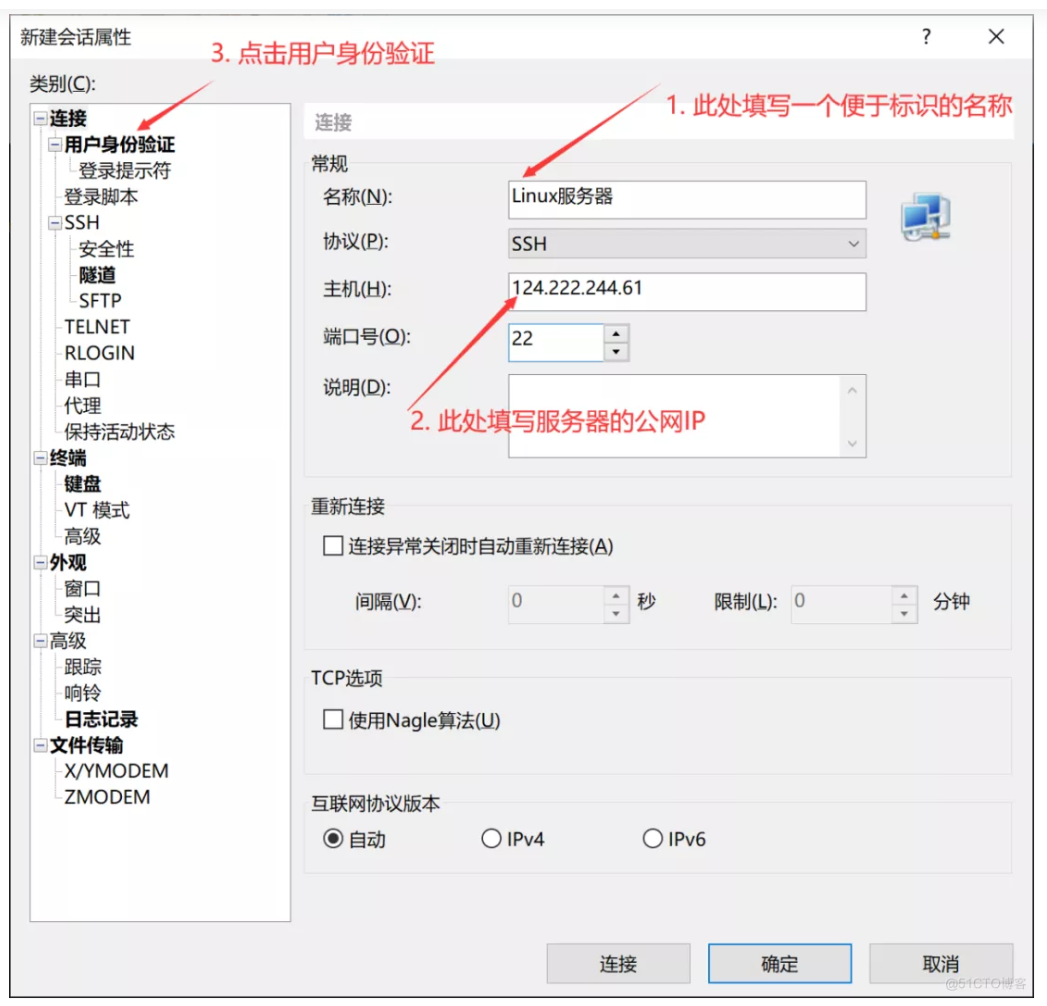 新建会话属性
?
3. 点击用户身份验证
类别(C):
1. 此处填写一个便于标识的名称
连接
用户身份验证
登录提示符
登录脚本
SSH
安全性
隧道
SFTP
TELNET
RLOGIN
串口
代理
保持活动状态
终端
键盘
VT 模式
高级
外观
窗口
突出
高级
跟踪
响铃
日志记录
文件传输
X/YMODEM
ZMODEM
连接
常规
名称(N): Linux服务器
协议(P): SSH
主机(H): 124.222.244.61
端口号(O): 22
说明(D):
2. 此处填写服务器的公网IP
重新连接
连接异常关闭时自动重新连接(A)
间隔(V): 0 秒 限制(L): 0 分钟
TCP选项
使用Nagle算法(U)
互联网协议版本
自动 IPv4 IPv6
连接 确定 取消
@51CTO博客